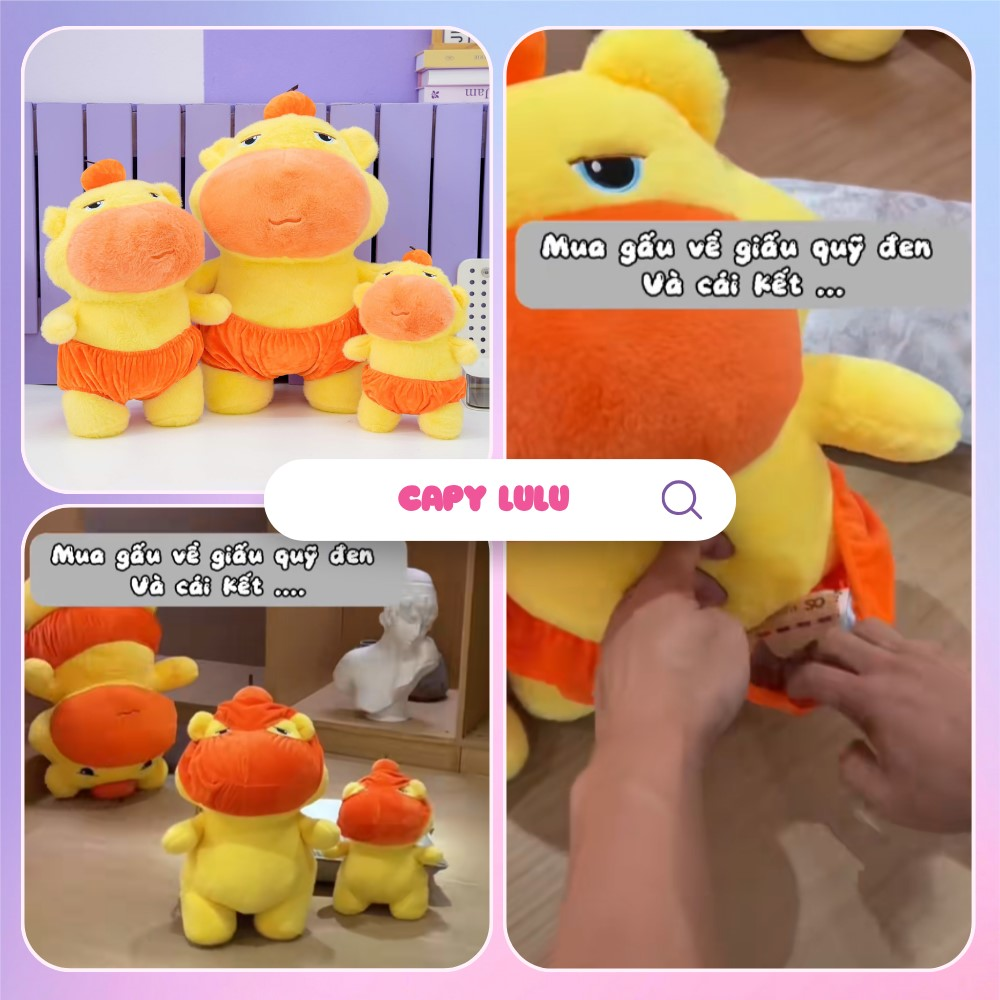 Mua gấu về giấu quỹ đen
Và cái kết ...
CAPY LULU
Mua gấu về giấu quỹ đen
Và cái kết ....
SO